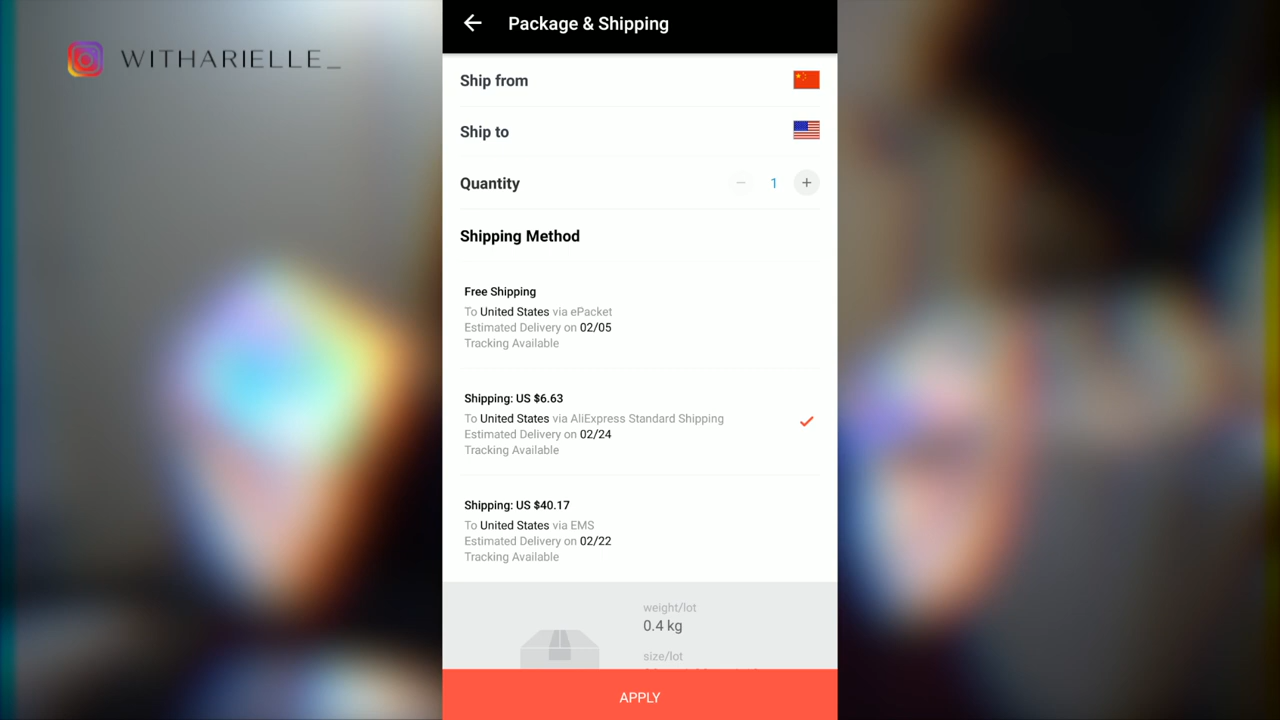 WITHARIELLE_
Package & Shipping
Ship from
Ship to
Quantity
1
Shipping Method
Free Shipping
To United States via ePacket
Estimated Delivery on 02/05
Tracking Available
Shipping: US $6.63
To United States via AliExpress Standard Shipping
Estimated Delivery on 02/24
Tracking Available
Shipping: US $40.17
To United States via EMS
Estimated Delivery on 02/22
Tracking Available
weight/lot
0.4 kg
size/lot
APPLY